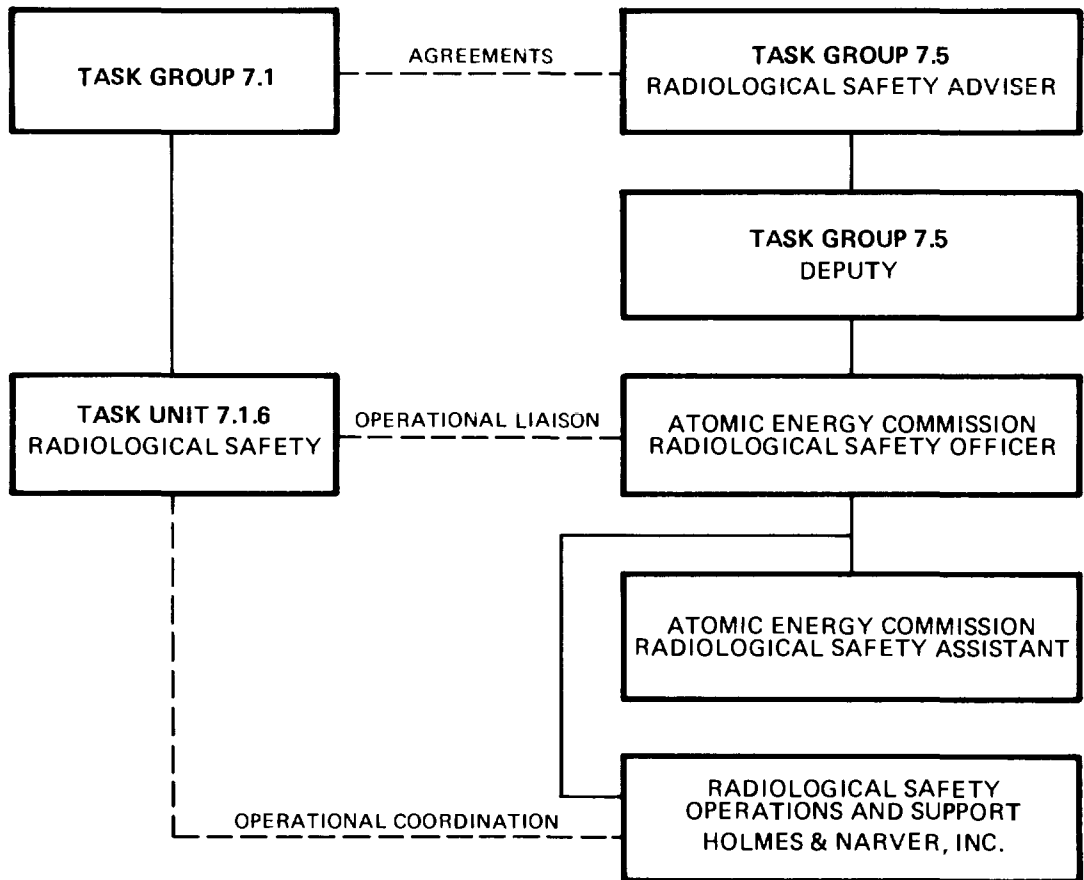 TASK GROUP 7.1
AGREEMENTS
TASK GROUP 7.5
RADIOLOGICAL SAFETY ADVISER
TASK GROUP 7.5
DEPUTY
TASK UNIT 7.1.6
RADIOLOGICAL SAFETY
OPERATIONAL LIAISON
ATOMIC ENERGY COMMISSION
RADIOLOGICAL SAFETY OFFICER
ATOMIC ENERGY COMMISSION
RADIOLOGICAL SAFETY ASSISTANT
OPERATIONAL COORDINATION
RADIOLOGICAL SAFETY
OPERATIONS AND SUPPORT
HOLMES & NARVER, INC.